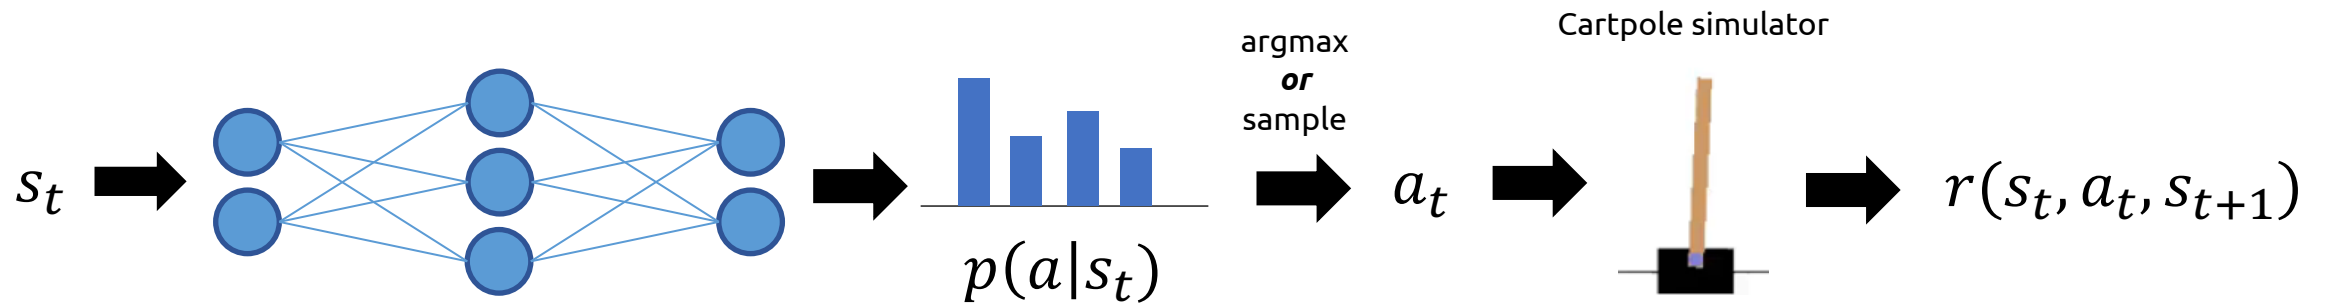 s_t
p(a|s_t)
argmax
or
sample
a_t
Cartpole simulator
r(s_t, a_t, s_{t+1})